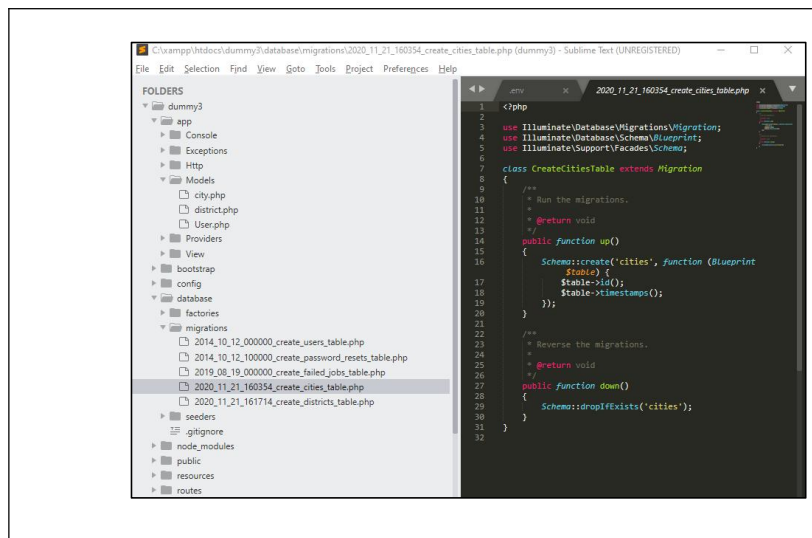 C:\xampp\htdocs\dummy3\database\migrations\2020_11_21_160354_create_cities_table.php (dummy3) - Sublime Text (UNREGISTERED)
File Edit Selection Find View Goto Tools Project Preferences Help
FOLDERS
dummy3
app
Console
Exceptions
Http
Models
city.php
district.php
User.php
Providers
View
bootstrap
config
database
factories
migrations
2014_10_12_000000_create_users_table.php
2014_10_12_100000_create_password_resets_table.php
2019_08_19_000000_create_failed_jobs_table.php
2020_11_21_160354_create_cities_table.php
2020_11_21_161714_create_districts_table.php
seeders
.gitignore
node_modules
public
resources
routes
.env 2020_11_21_160354_create_cities_table.php
1 <?php
2
3 use Illuminate\Database\Migrations\Migration;
4 use Illuminate\Database\Schema\Blueprint;
5 use Illuminate\Support\Facades\Schema;
6
7 class CreateCitiesTable extends Migration
8 {
9 /**
10 * Run the migrations.
11 *
12 * @return void
13 */
14 public function up()
15 {
16 Schema::create('cities', function (Blueprint
$table) {
17 $table->id();
18 $table->timestamps();
19 });
20 }
21
22 /**
23 * Reverse the migrations.
24 *
25 * @return void
26 */
27 public function down()
28 {
29 Schema::dropIfExists('cities');
30 }
31 }
32